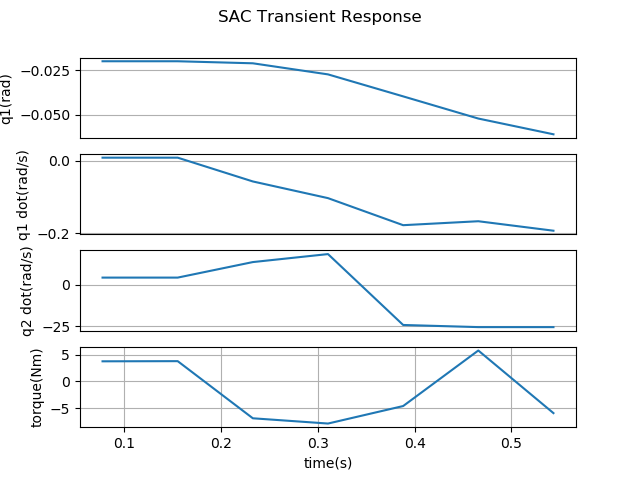 SAC Transient Response
q1(rad)
−0.025
−0.050
q1 dot(rad/s)
0.0
−0.2
q2 dot(rad/s)
0
−25
torque(Nm)
5
0
−5
0.1 0.2 0.3 0.4 0.5
time(s)